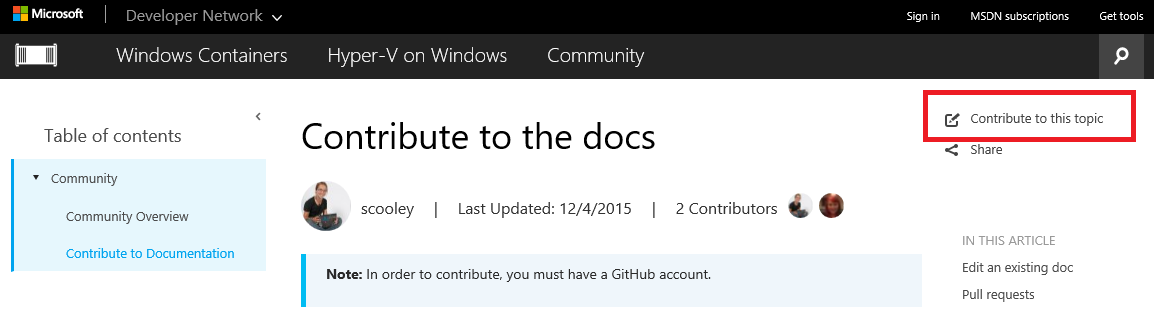 Microsoft | Developer Network Sign in MSDN subscriptions Get tools
Windows Containers Hyper-V on Windows Community
Table of contents
Community
Community Overview
Contribute to Documentation
Contribute to the docs
scooley | Last Updated: 12/4/2015 | 2 Contributors
Note: In order to contribute, you must have a GitHub account.
Contribute to this topic
Share
IN THIS ARTICLE
Edit an existing doc
Pull requests